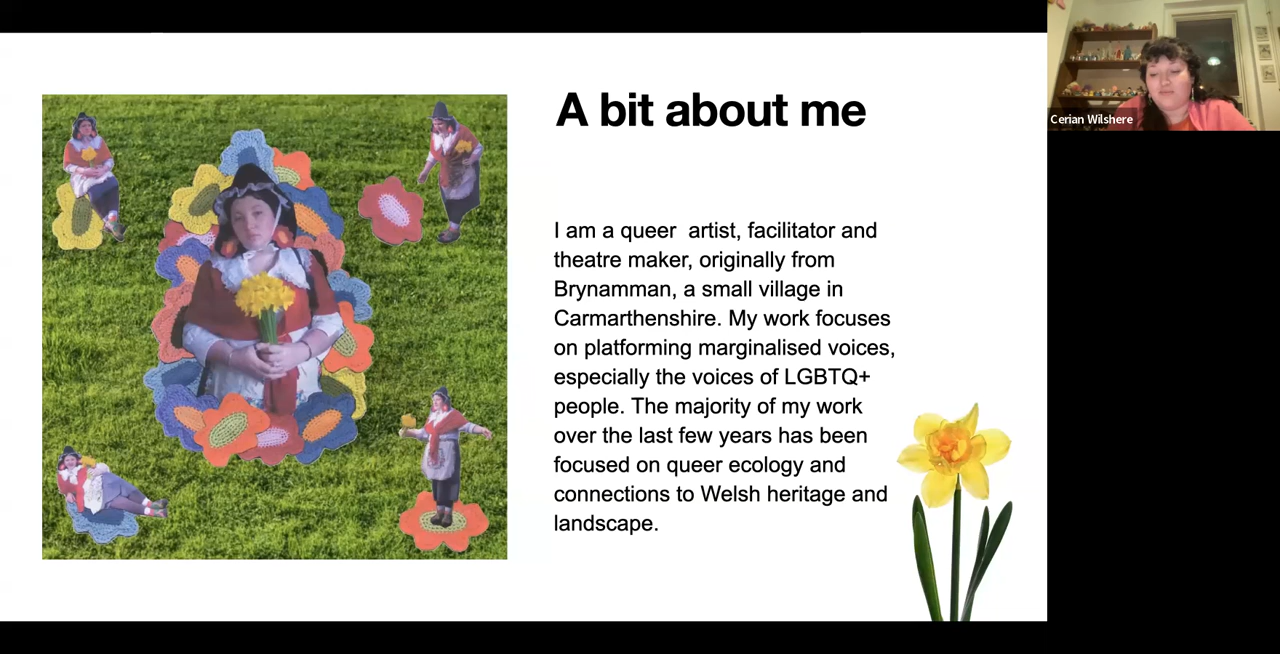 A bit about me
I am a queer  artist, facilitator and
theatre maker, originally from
Brynamman, a small village in
Carmarthenshire. My work focuses
on platforming marginalised voices,
especially the voices of LGBTQ+
people. The majority of my work
over the last few years has been
focused on queer ecology and
connections to Welsh heritage and
landscape.
Cerian Wilshere